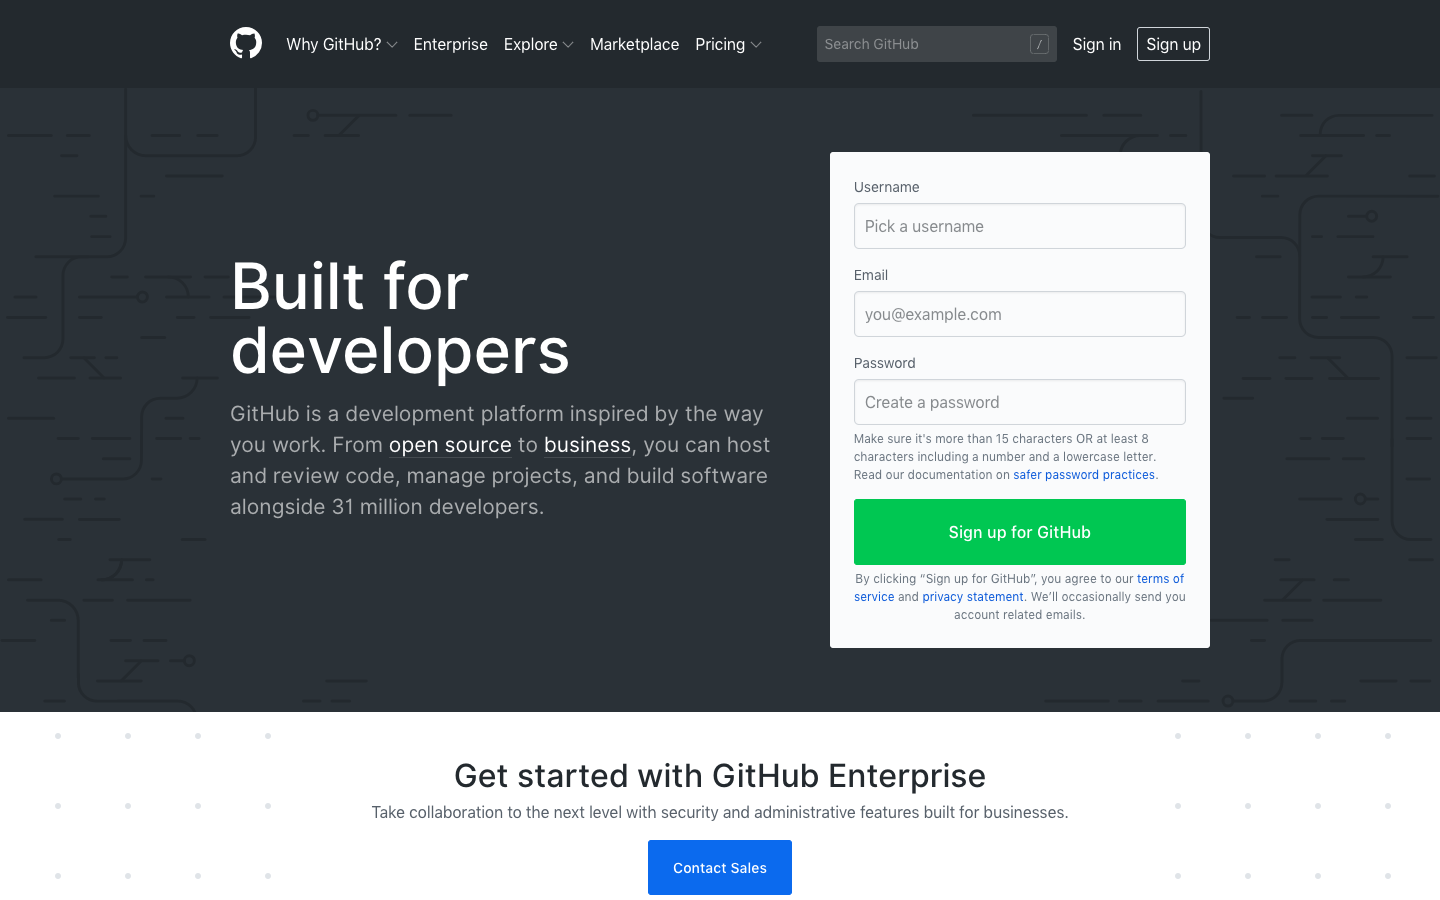 Why GitHub? Enterprise Explore Marketplace Pricing Search GitHub / Sign in Sign up
Built for
developers
GitHub is a development platform inspired by the way
you work. From open source to business, you can host
and review code, manage projects, and build software
alongside 31 million developers.
Username
Pick a username
Email
you@example.com
Password
Create a password
Make sure it's more than 15 characters OR at least 8
characters including a number and a lowercase letter.
Read our documentation on safer password practices.
Sign up for GitHub
By clicking “Sign up for GitHub”, you agree to our terms of
service and privacy statement. We’ll occasionally send you
account related emails.
Get started with GitHub Enterprise
Take collaboration to the next level with security and administrative features built for businesses.
Contact Sales